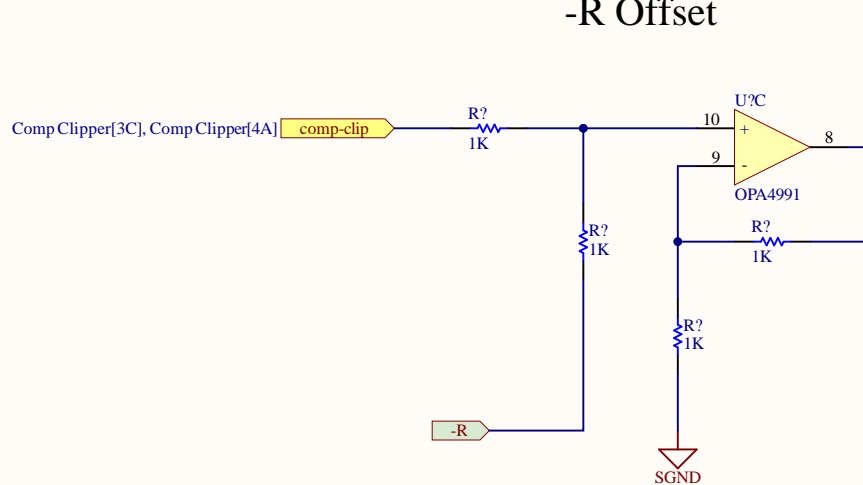 -R Offset
U?C
R?
Comp Clipper[3C], Comp Clipper[4A] comp-clip
1K
10
+
8
9
-
OPA4991
R?
1K
R?
1K
R?
1K
-R
SGND